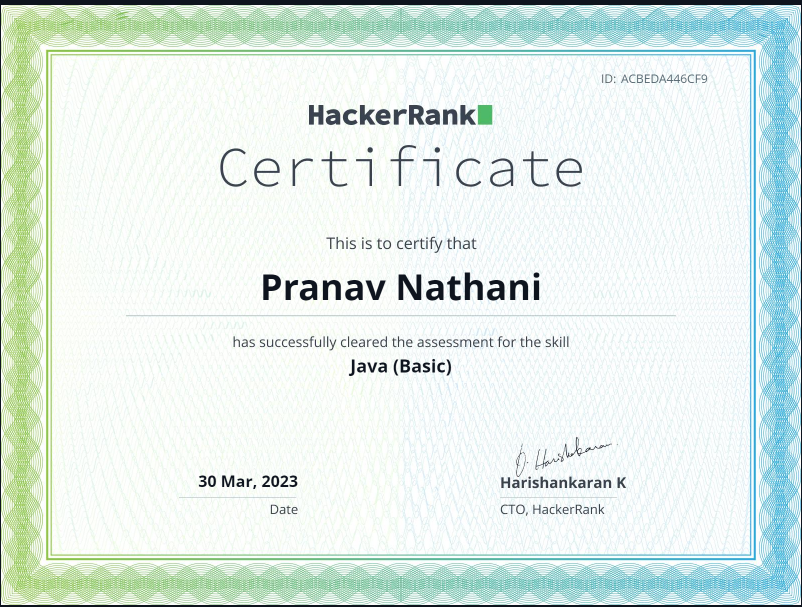 ID: ACBEDA446CF9
HackerRank
Certificate
This is to certify that
Pranav Nathani
has successfully cleared the assessment for the skill
Java (Basic)
30 Mar, 2023
Date
Harishankaran K
CTO, HackerRank